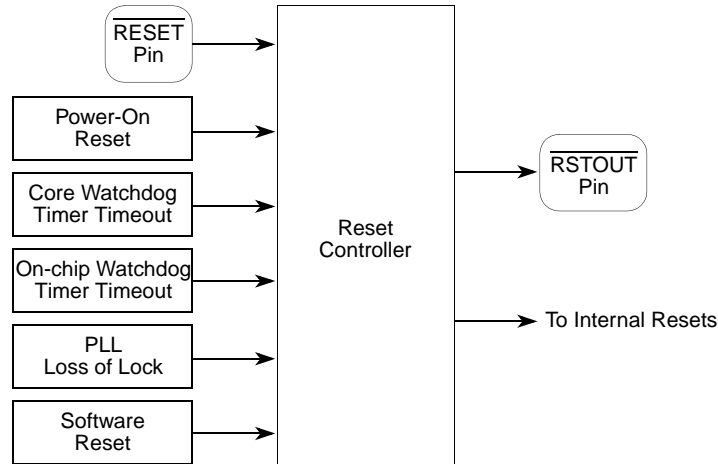 RESET
Pin
Power-On
Reset
Core Watchdog
Timer Timeout
On-chip Watchdog
Timer Timeout
PLL
Loss of Lock
Software
Reset
Reset
Controller
RSTOUT
Pin
To Internal Resets